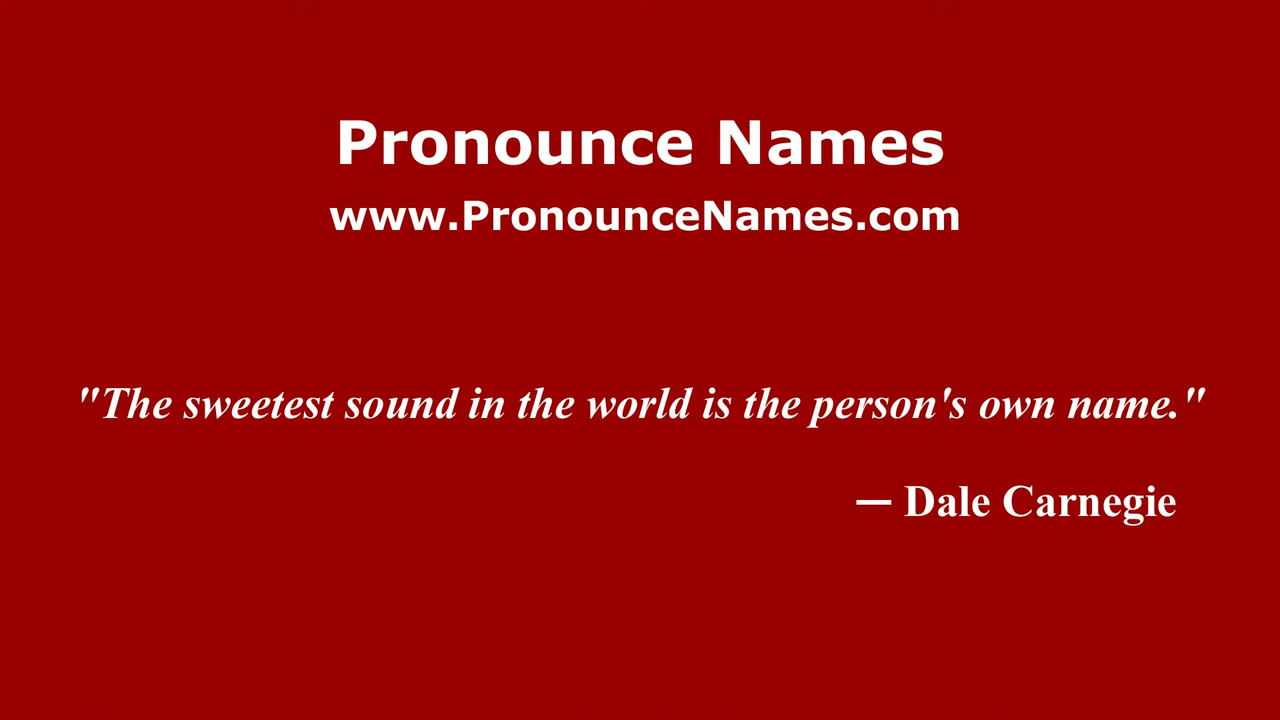 Pronounce Names
www.PronounceNames.com
"The sweetest sound in the world is the person's own name."
— Dale Carnegie